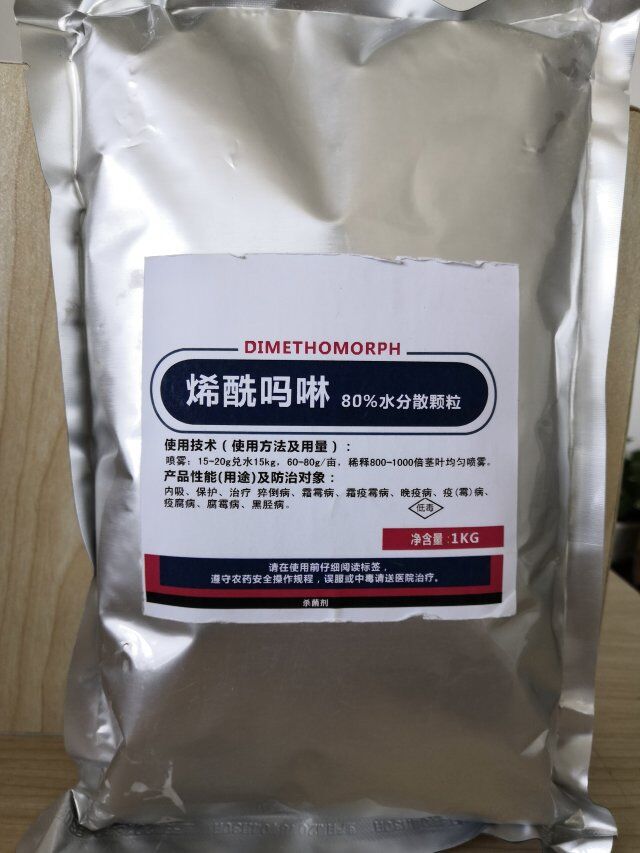 DIMETHOMORPH
烯酰吗啉 80%水分散颗粒
使用技术（使用方法及用量）：
喷雾：15-20g兑水15kg，60-80g/亩，稀释800-1000倍茎叶均匀喷雾。
产品性能(用途)及防治对象：
内吸、保护、治疗 猝倒病、霜霉病、霜疫霉病、晚疫病、疫(霉)病、
疫腐病、腐霉病、黑胫病。
低毒
净含量：1KG
请在使用前仔细阅读标签，
遵守农药安全操作规程，误服或中毒请送医院治疗。
杀菌剂